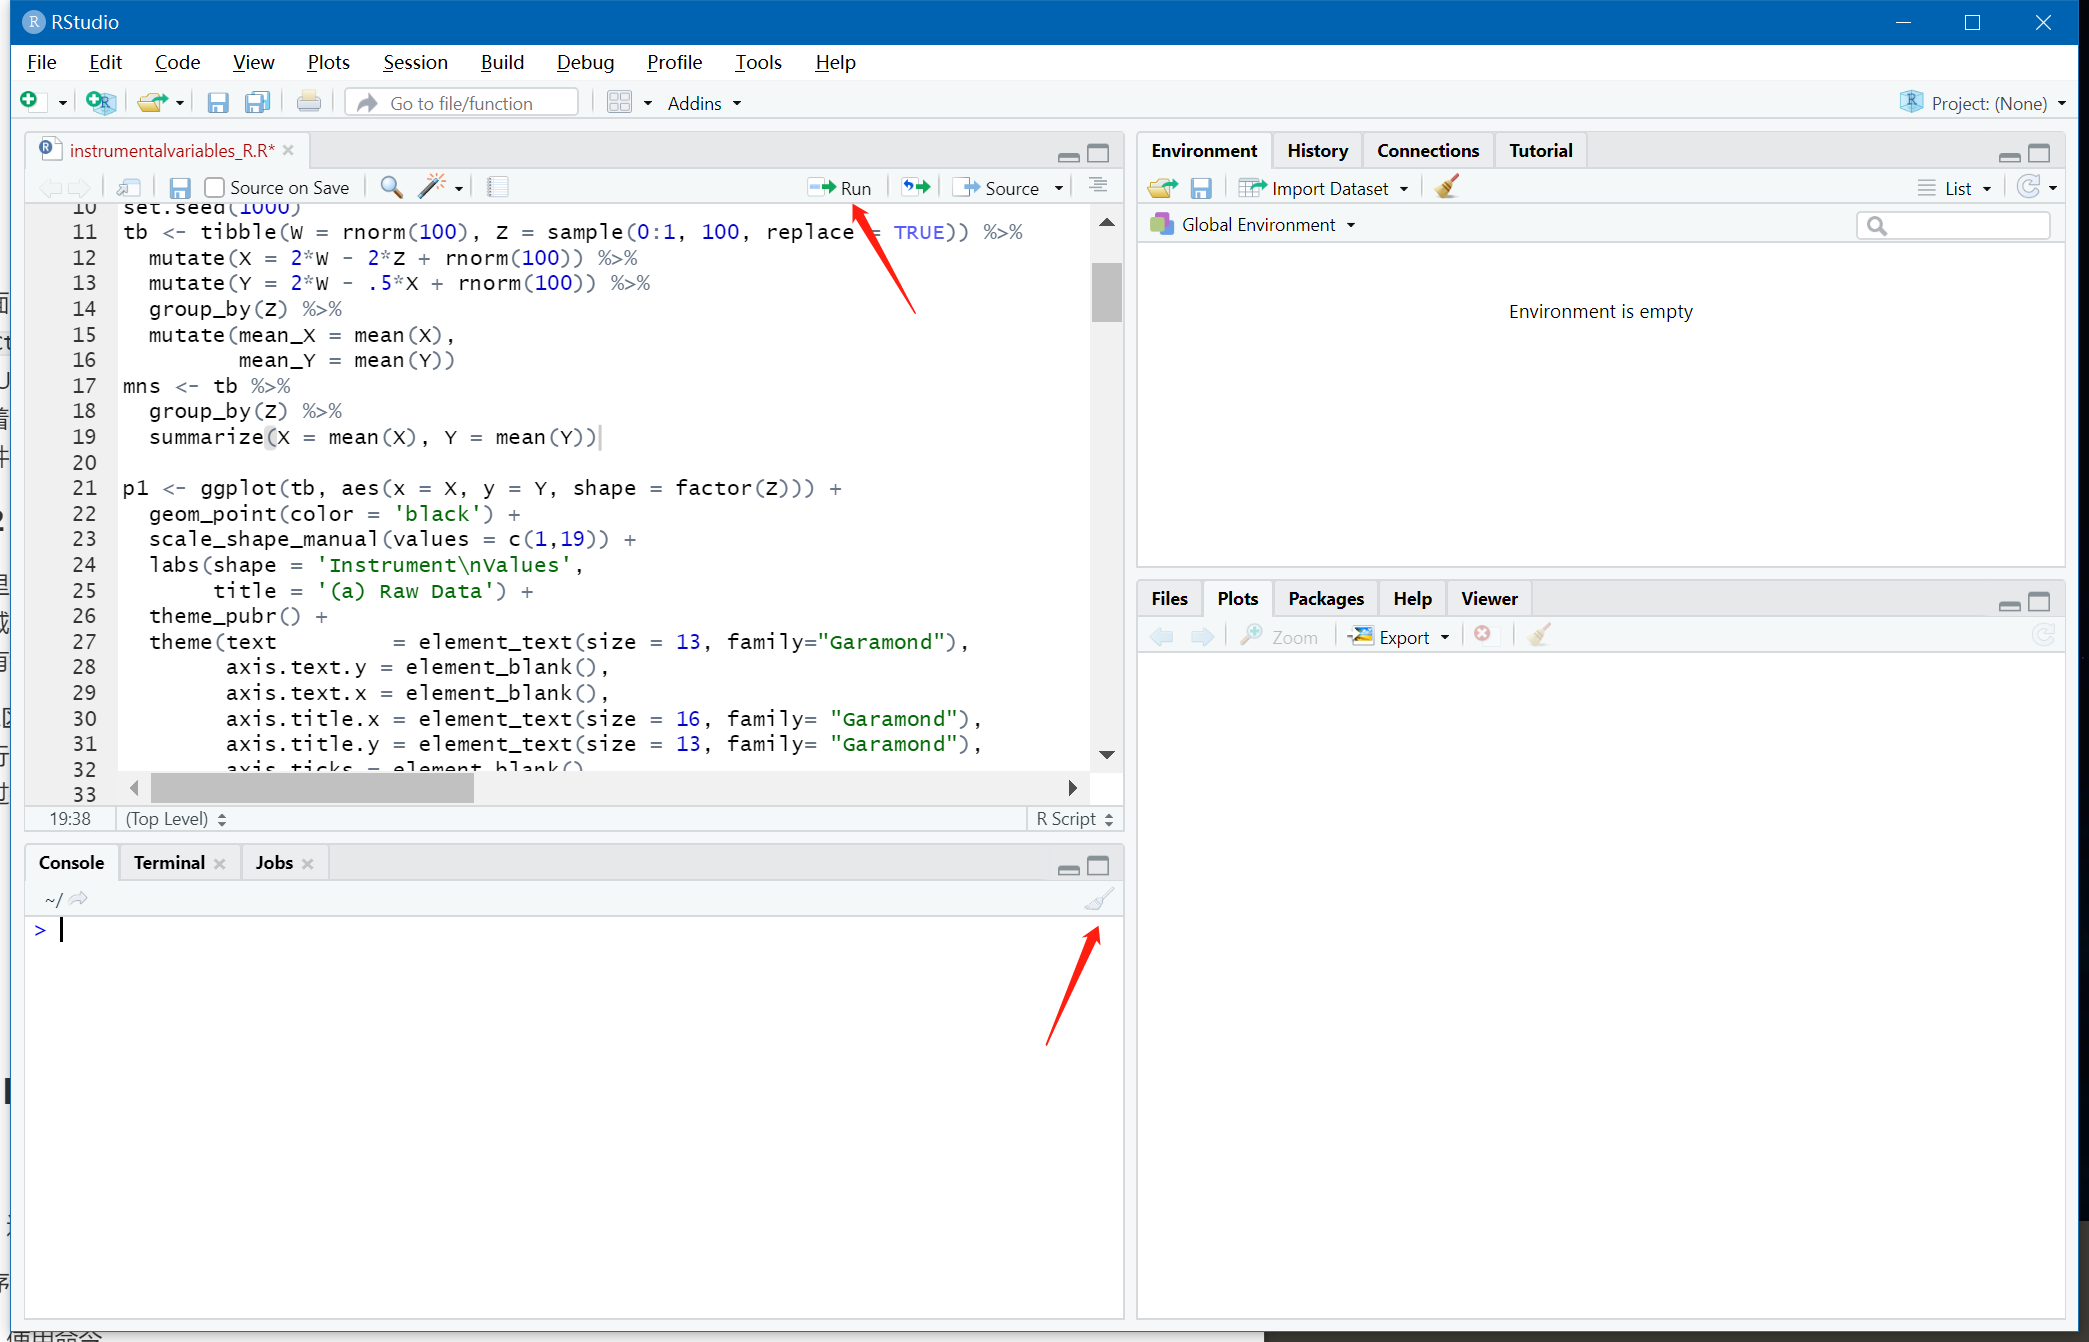 RStudio
File Edit Code View Plots Session Build Debug Profile Tools Help
Go to file/function Addins Project: (None)
instrumentalvariables_R.R*
Source on Save Run Source
10 set.seed(1000)
11 tb <- tibble(W = rnorm(100), Z = sample(0:1, 100, replace = TRUE)) %>%
12   mutate(X = 2*W - 2*Z + rnorm(100)) %>%
13   mutate(Y = 2*W - .5*X + rnorm(100)) %>%
14   group_by(Z) %>%
15   mutate(mean_X = mean(X),
16          mean_Y = mean(Y))
17 mns <- tb %>%
18   group_by(Z) %>%
19   summarize(X = mean(X), Y = mean(Y))
20
21 p1 <- ggplot(tb, aes(x = X, y = Y, shape = factor(Z))) +
22   geom_point(color = 'black') +
23   scale_shape_manual(values = c(1,19)) +
24   labs(shape = 'Instrument\nValues',
25        title = '(a) Raw Data') +
26   theme_pubr() +
27   theme(text         = element_text(size = 13, family="Garamond"),
28         axis.text.y = element_blank(),
29         axis.text.x = element_blank(),
30         axis.title.x = element_text(size = 16, family= "Garamond"),
31         axis.title.y = element_text(size = 13, family= "Garamond"),
32         axis.ticks = element_blank()
33
19:38 (Top Level) R Script
Console Terminal Jobs
~/
>
Environment History Connections Tutorial
Import Dataset List
Global Environment
Environment is empty
Files Plots Packages Help Viewer
Zoom Export
使用命令